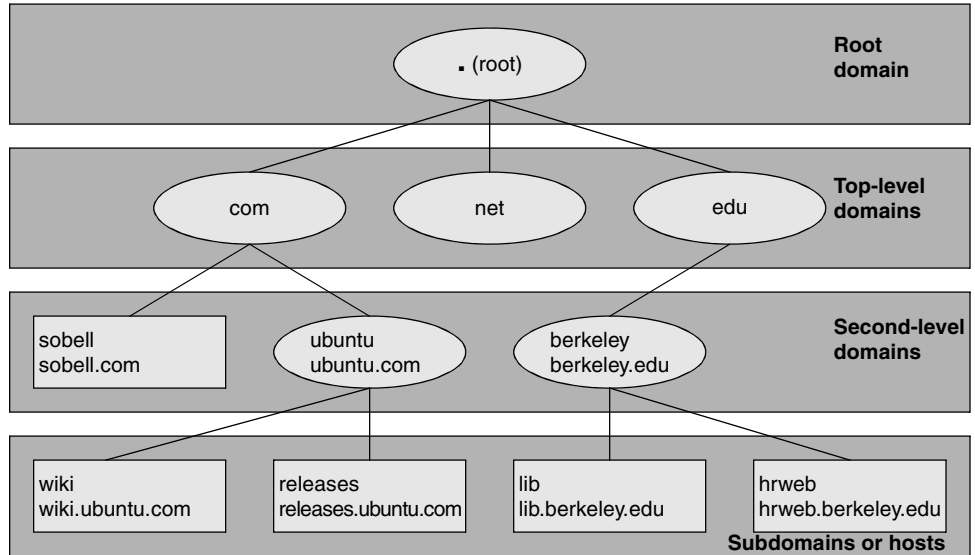 . (root)
Root
domain
com
net
edu
Top-level
domains
sobell
sobell.com
ubuntu
ubuntu.com
berkeley
berkeley.edu
Second-level
domains
wiki
wiki.ubuntu.com
releases
releases.ubuntu.com
lib
lib.berkeley.edu
hrweb
hrweb.berkeley.edu
Subdomains or hosts